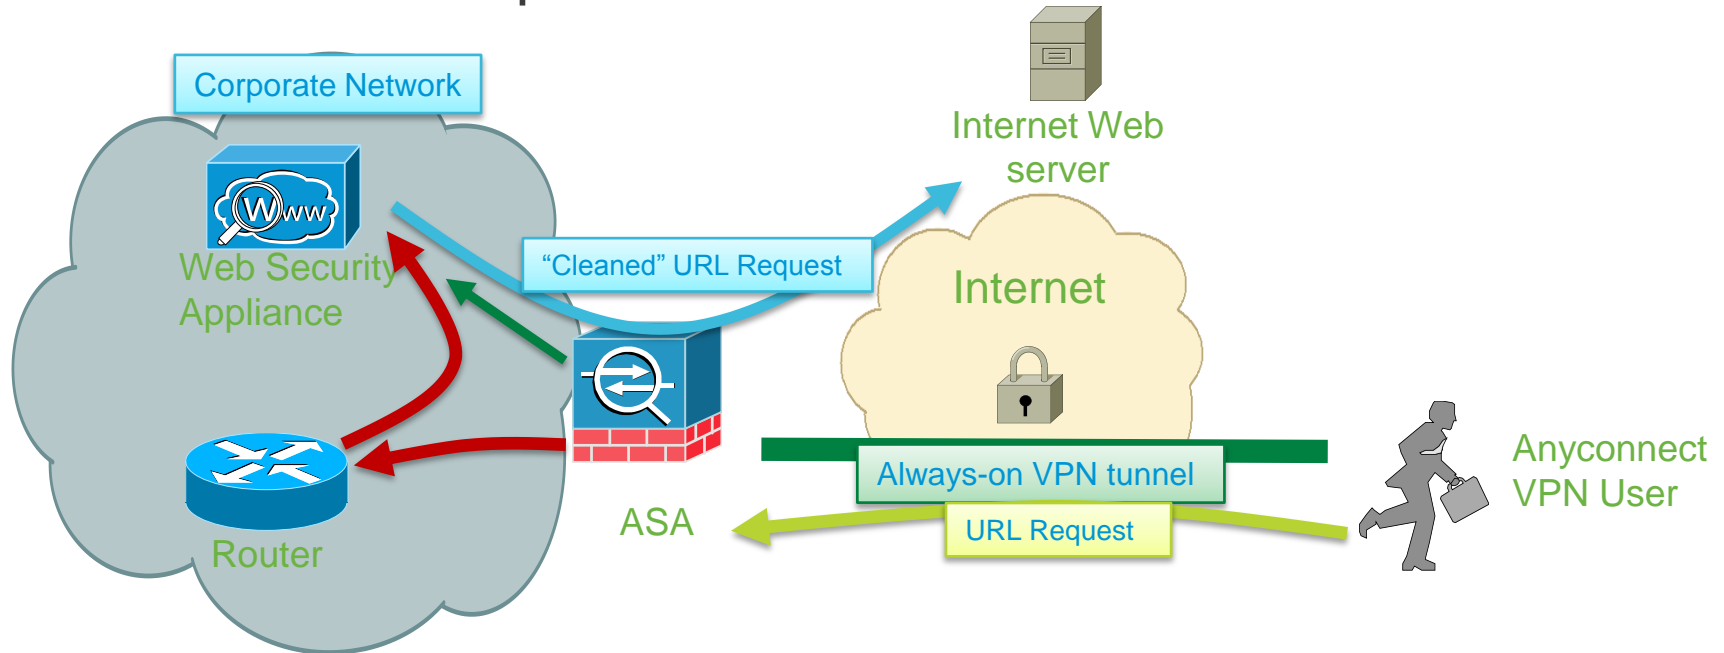 Corporate Network
Internet Web
server
Www
Web Security
Appliance
“Cleaned” URL Request
Internet
Always-on VPN tunnel
Anyconnect
VPN User
ASA
URL Request
Router